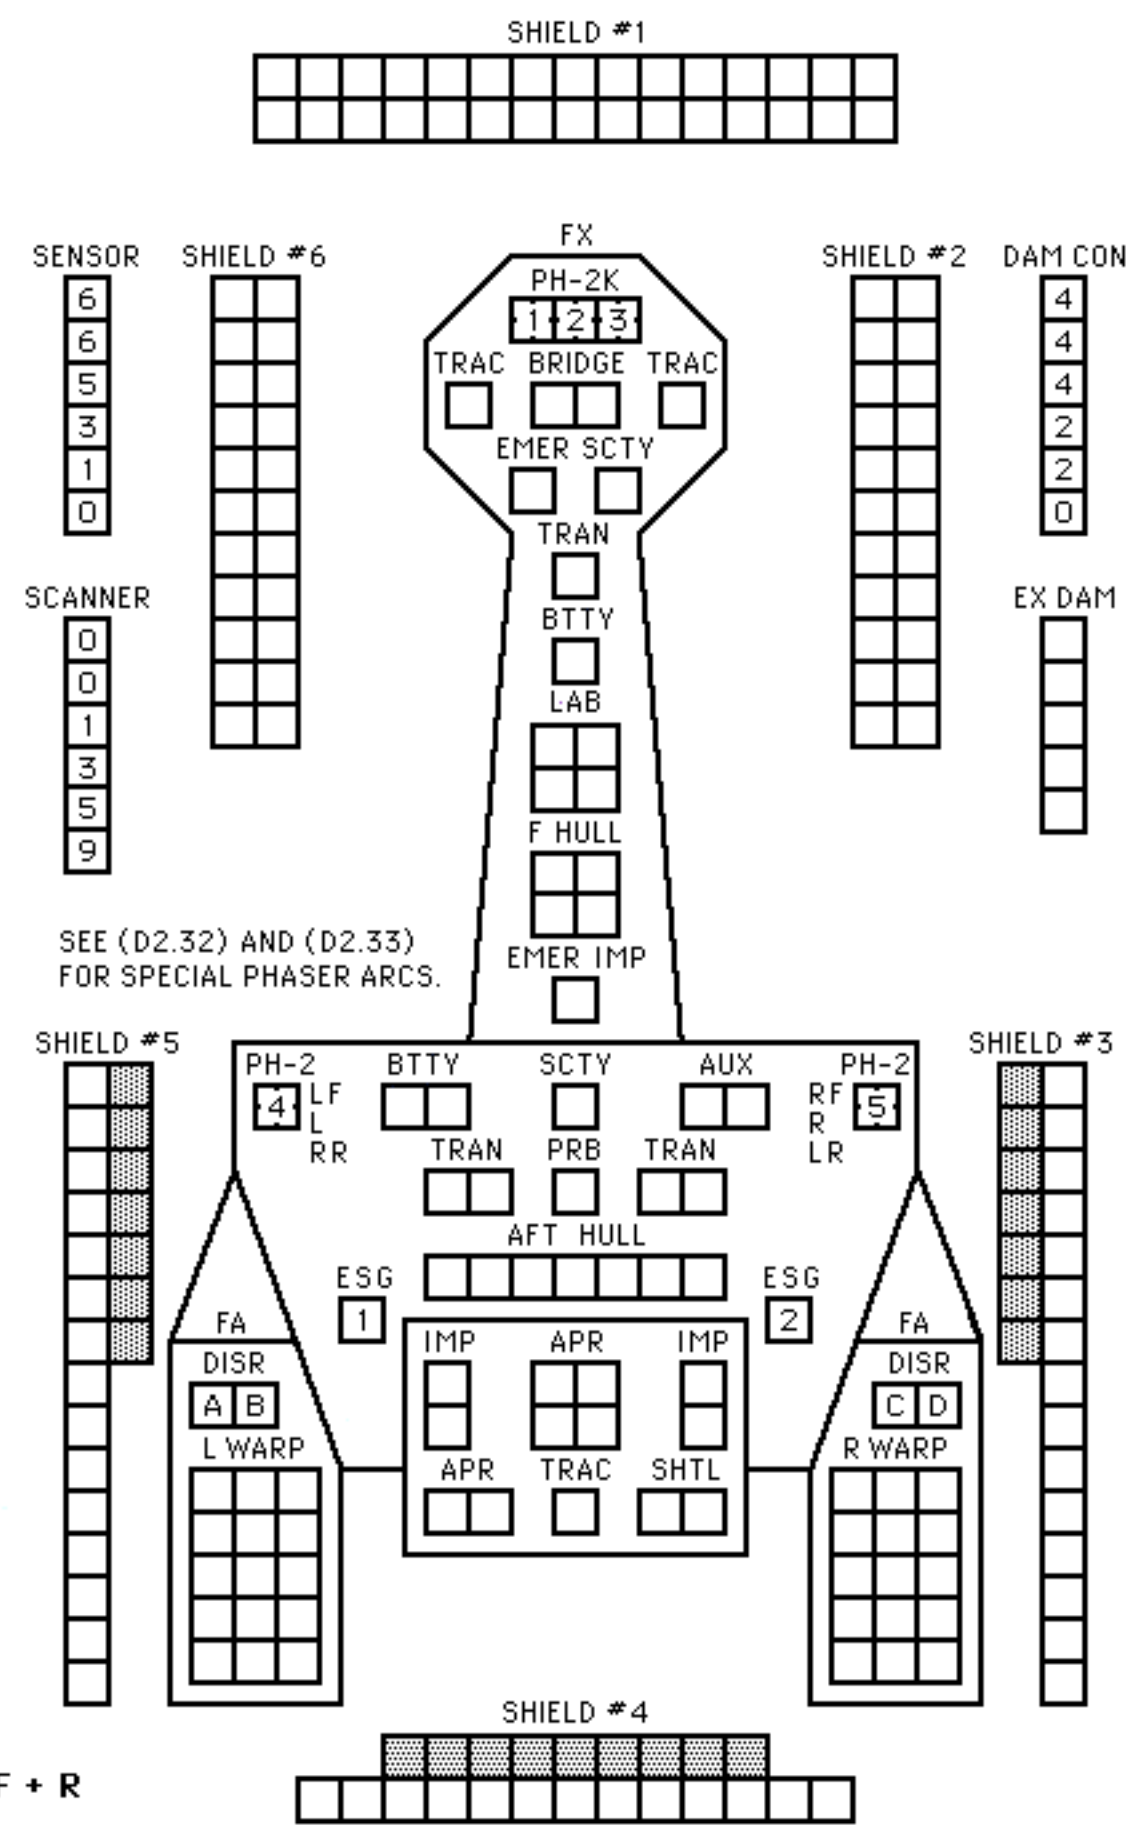 SHIELD #1
FX
SENSOR SHIELD #6 SHIELD #2 DAM CON
PH-2K
6 1 2 3 4
6 4
TRAC BRIDGE TRAC
5 4
3 2
EMER SCTY
1 2
0 0
TRAN
SCANNER EX DAM
BTTY
0
0
LAB
1
3
5
F HULL
9
SEE (D2.32) AND (D2.33)
FOR SPECIAL PHASER ARCS.
EMER IMP
SHIELD #5 SHIELD #3
PH-2 BTTY SCTY AUX PH-2
4 LF RF 5
L R
RR TRAN PRB TRAN LR
AFT HULL
ESG ESG
1 2
FA FA
IMP APR IMP
DISR DISR
A B C D
L WARP R WARP
APR TRAC SHTL
SHIELD #4
F + R